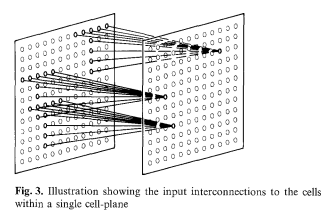 Fig. 3. Illustration showing the input interconnections to the cells
within a single cell-plane